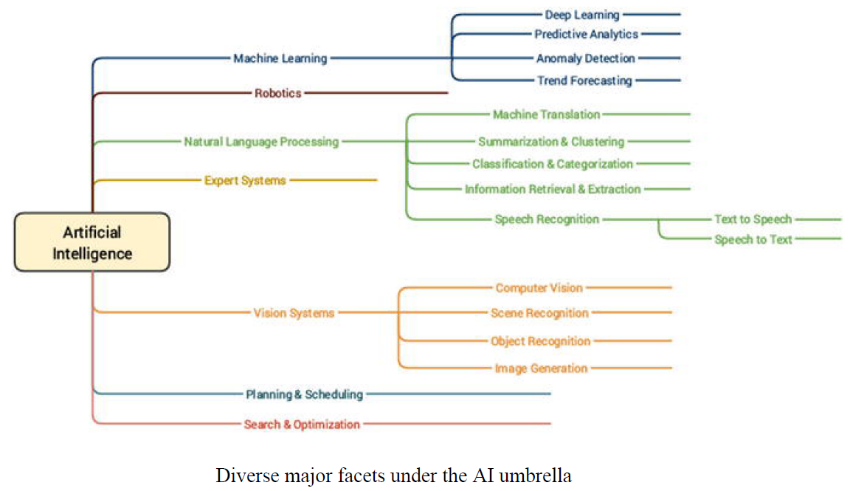 Deep Learning
Predictive Analytics
Machine Learning
Anomaly Detection
Trend Forecasting
Robotics
Machine Translation
Natural Language Processing
Summarization & Clustering
Classification & Categorization
Expert Systems
Information Retrieval & Extraction
Speech Recognition
Text to Speech
Speech to Text
Artificial
Intelligence
Computer Vision
Vision Systems
Scene Recognition
Object Recognition
Image Generation
Planning & Scheduling
Search & Optimization
Diverse major facets under the AI umbrella